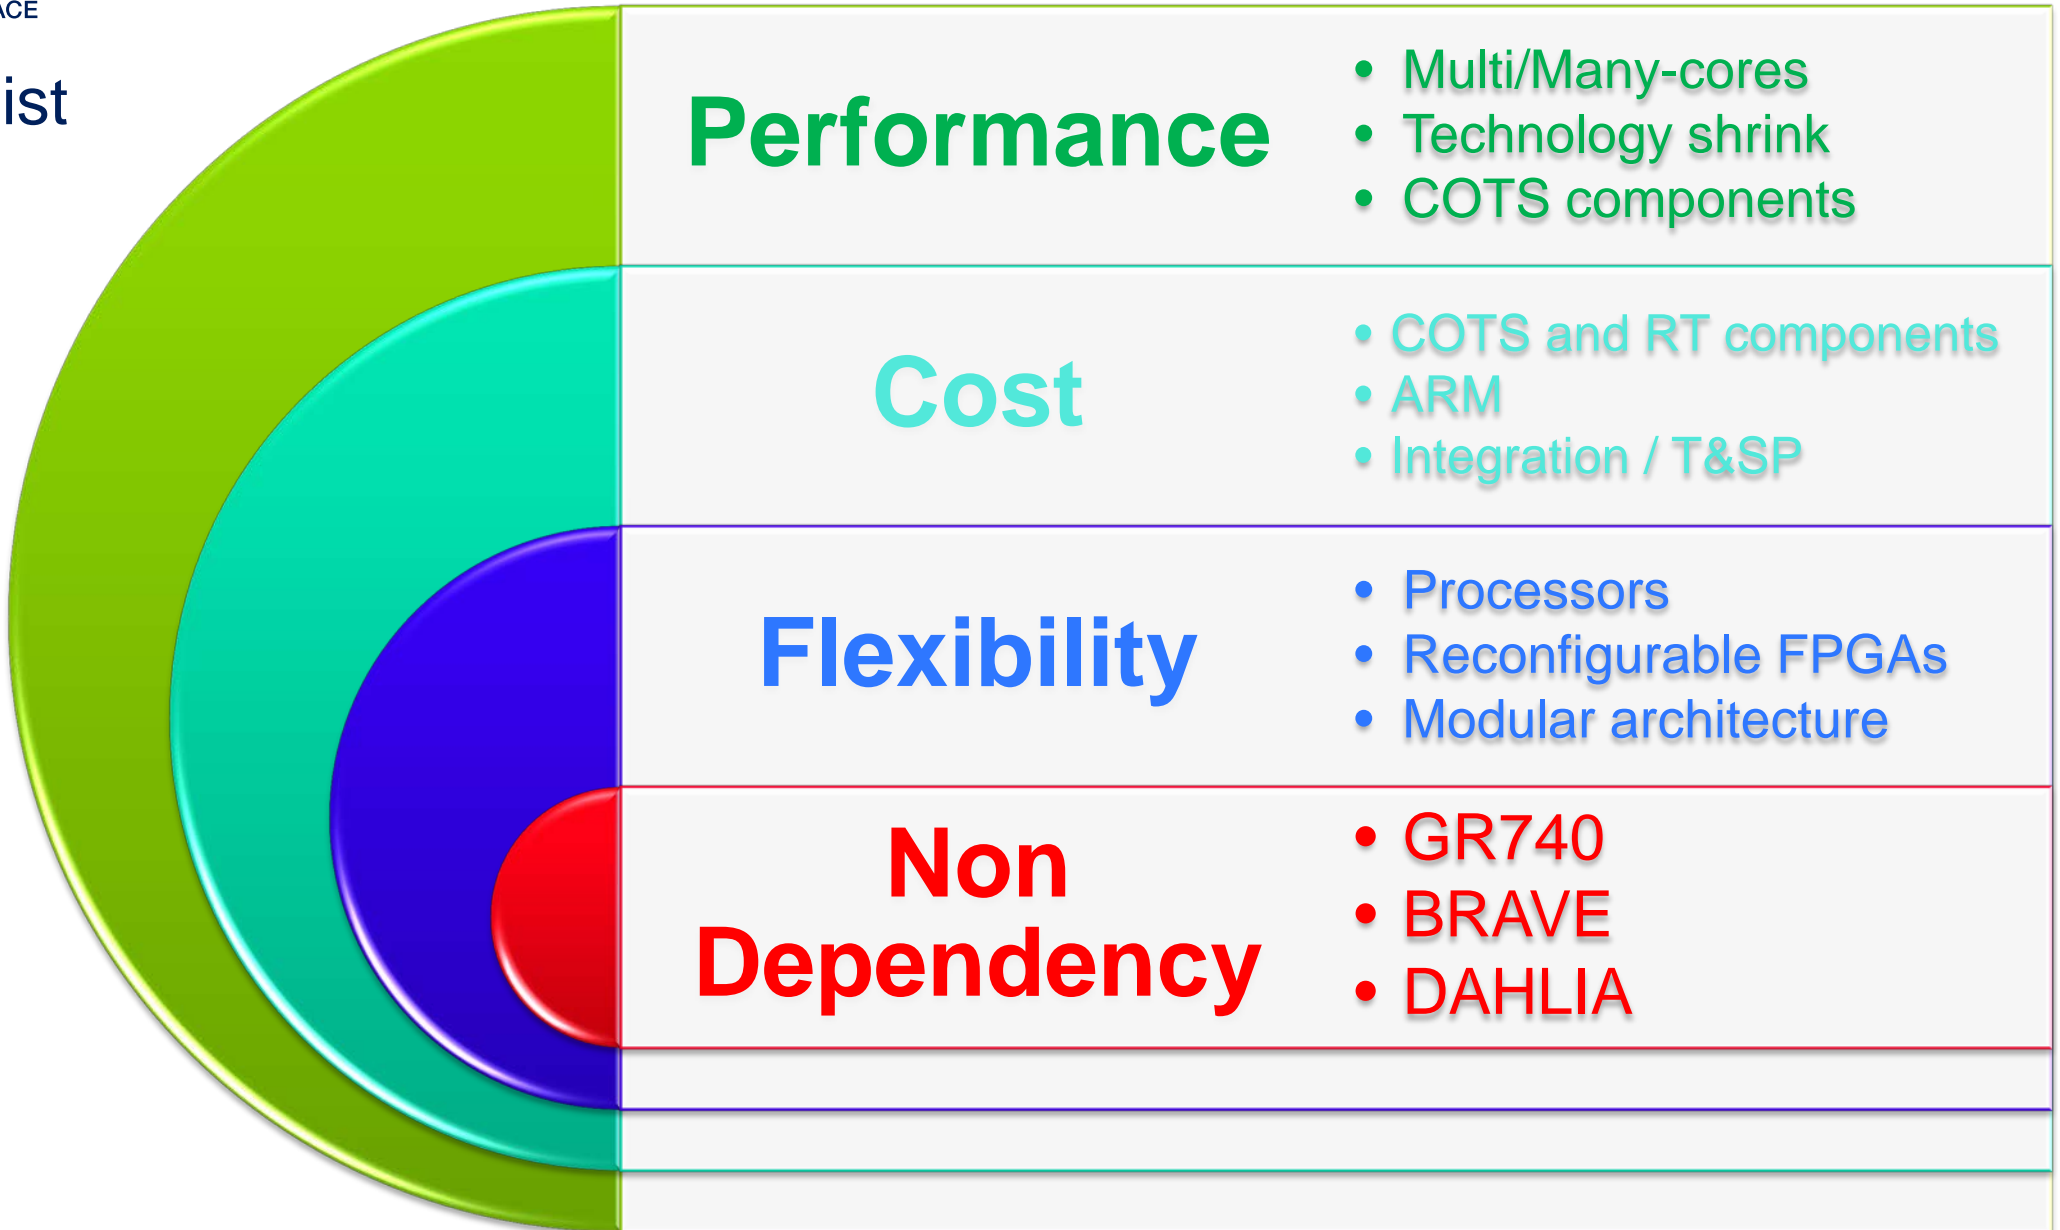 ist
Performance
• Multi/Many-cores
• Technology shrink
• COTS components
Cost
• COTS and RT components
• ARM
• Integration / T&SP
Flexibility
• Processors
• Reconfigurable FPGAs
• Modular architecture
Non
Dependency
• GR740
• BRAVE
• DAHLIA